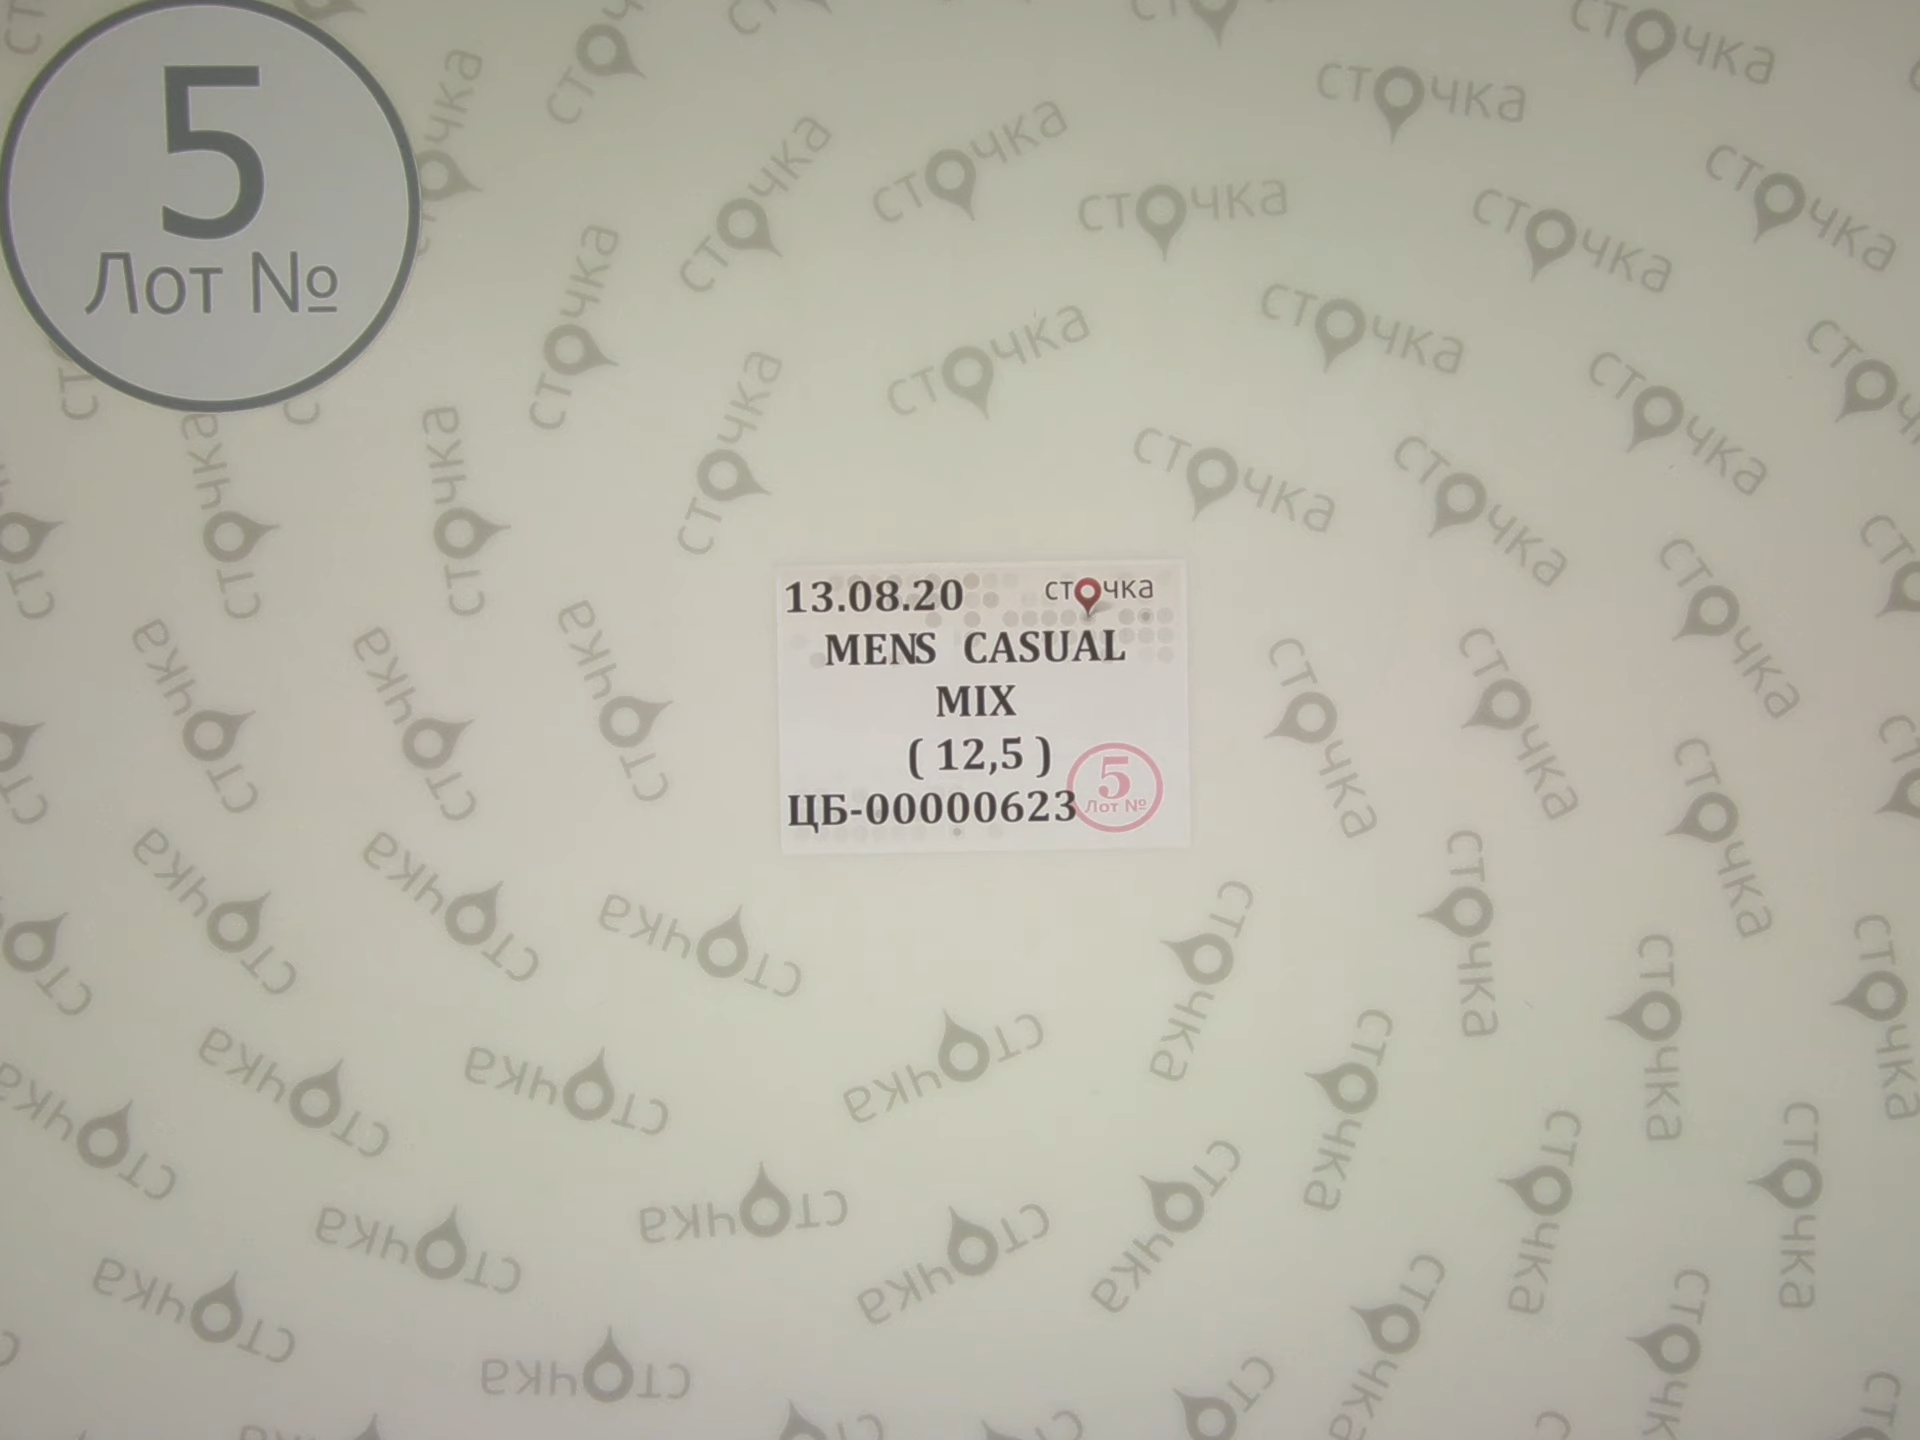 5
Лот №
13.08.20
сточка
MENS CASUAL
MIX
( 12,5 )
ЦБ-00000623
5
Лот №